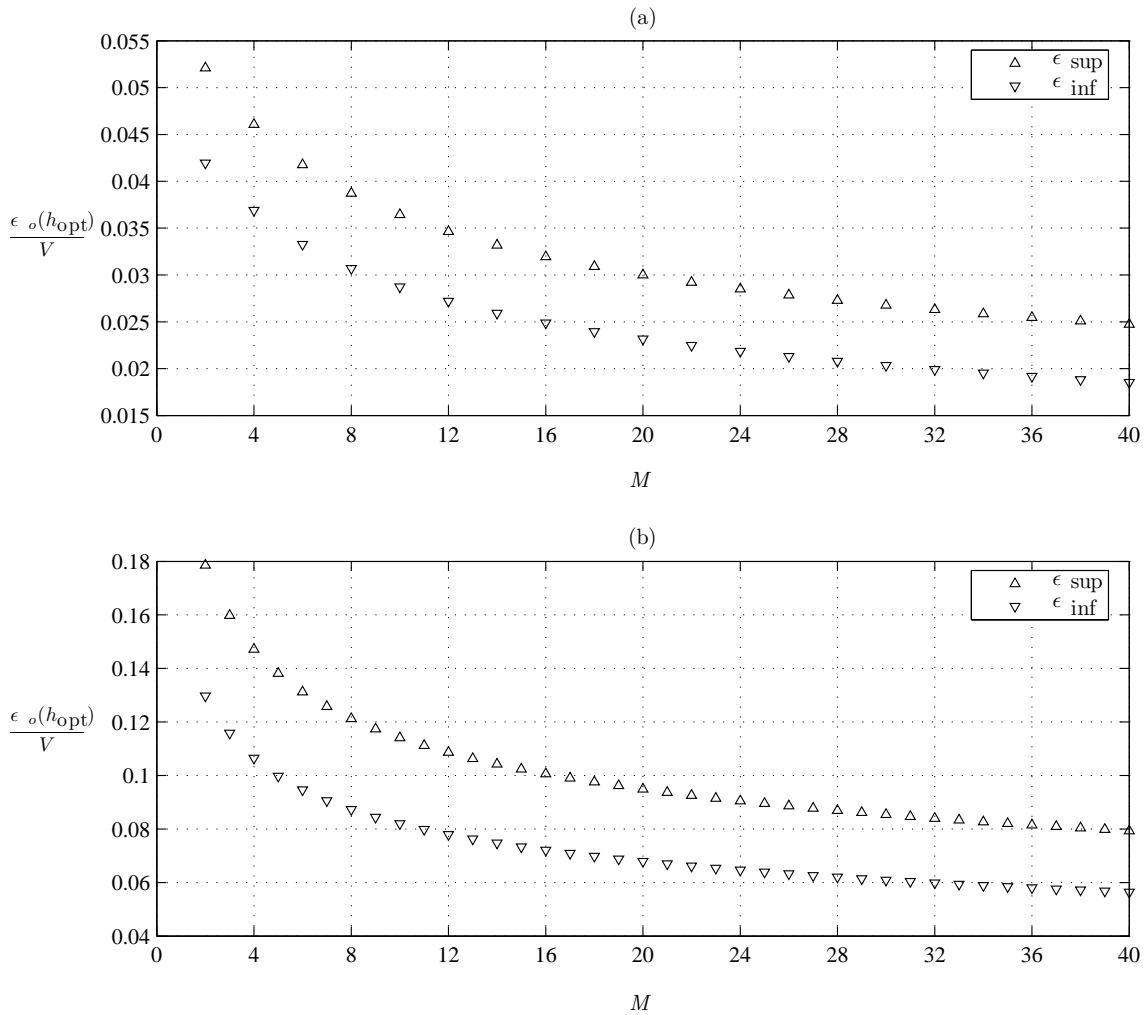 (a)
0.055
0.05
0.045
0.04
0.035
0.03
0.025
0.02
0.015
ϵ o(hopt)
V
△ ϵ sup
▽ ϵ inf
0 4 8 12 16 20 24 28 32 36 40
M
(b)
0.18
0.16
0.14
0.12
0.1
0.08
0.06
0.04
ϵ o(hopt)
V
△ ϵ sup
▽ ϵ inf
0 4 8 12 16 20 24 28 32 36 40
M